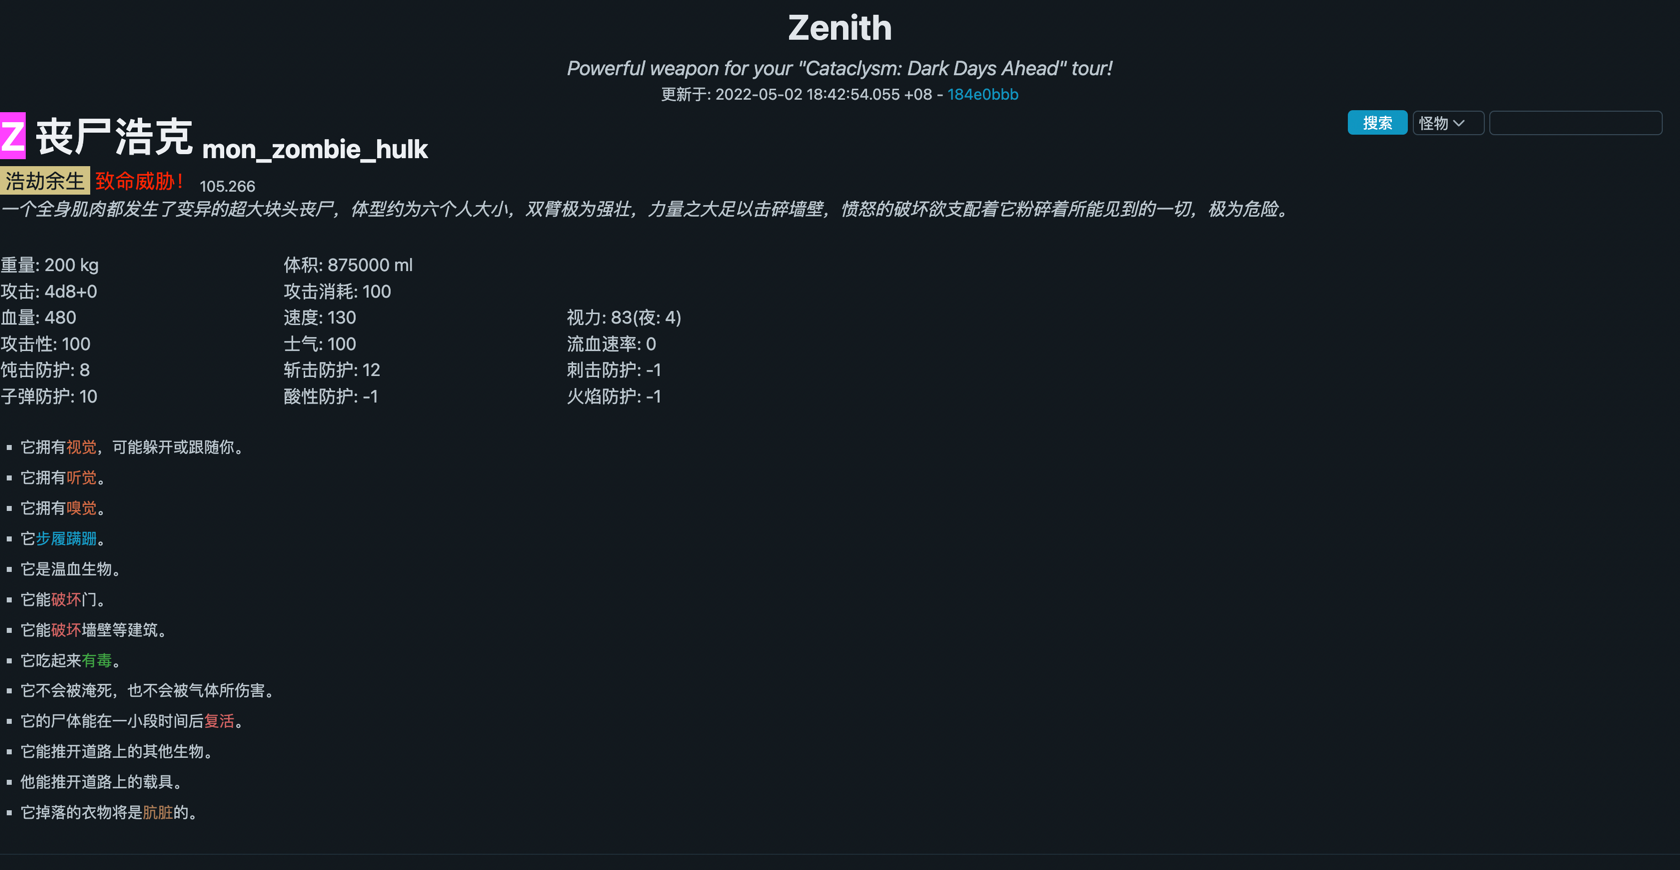 Zenith
Powerful weapon for your "Cataclysm: Dark Days Ahead" tour!
更新于: 2022-05-02 18:42:54.055 +08 - 184e0bbb
搜索 怪物
Z 丧尸浩克 mon_zombie_hulk
浩劫余生 致命威胁！ 105.266
一个全身肌肉都发生了变异的超大块头丧尸，体型约为六个人大小，双臂极为强壮，力量之大足以击碎墙壁，愤怒的破坏欲支配着它粉碎着所能见到的一切，极为危险。
重量: 200 kg 体积: 875000 ml
攻击: 4d8+0 攻击消耗: 100
血量: 480 速度: 130 视力: 83(夜: 4)
攻击性: 100 士气: 100 流血速率: 0
钝击防护: 8 斩击防护: 12 刺击防护: -1
子弹防护: 10 酸性防护: -1 火焰防护: -1
▪ 它拥有视觉，可能躲开或跟随你。
▪ 它拥有听觉。
▪ 它拥有嗅觉。
▪ 它步履蹒跚。
▪ 它是温血生物。
▪ 它能破坏门。
▪ 它能破坏墙壁等建筑。
▪ 它吃起来有毒。
▪ 它不会被淹死，也不会被气体所伤害。
▪ 它的尸体能在一小段时间后复活。
▪ 它能推开道路上的其他生物。
▪ 他能推开道路上的载具。
▪ 它掉落的衣物将是肮脏的。